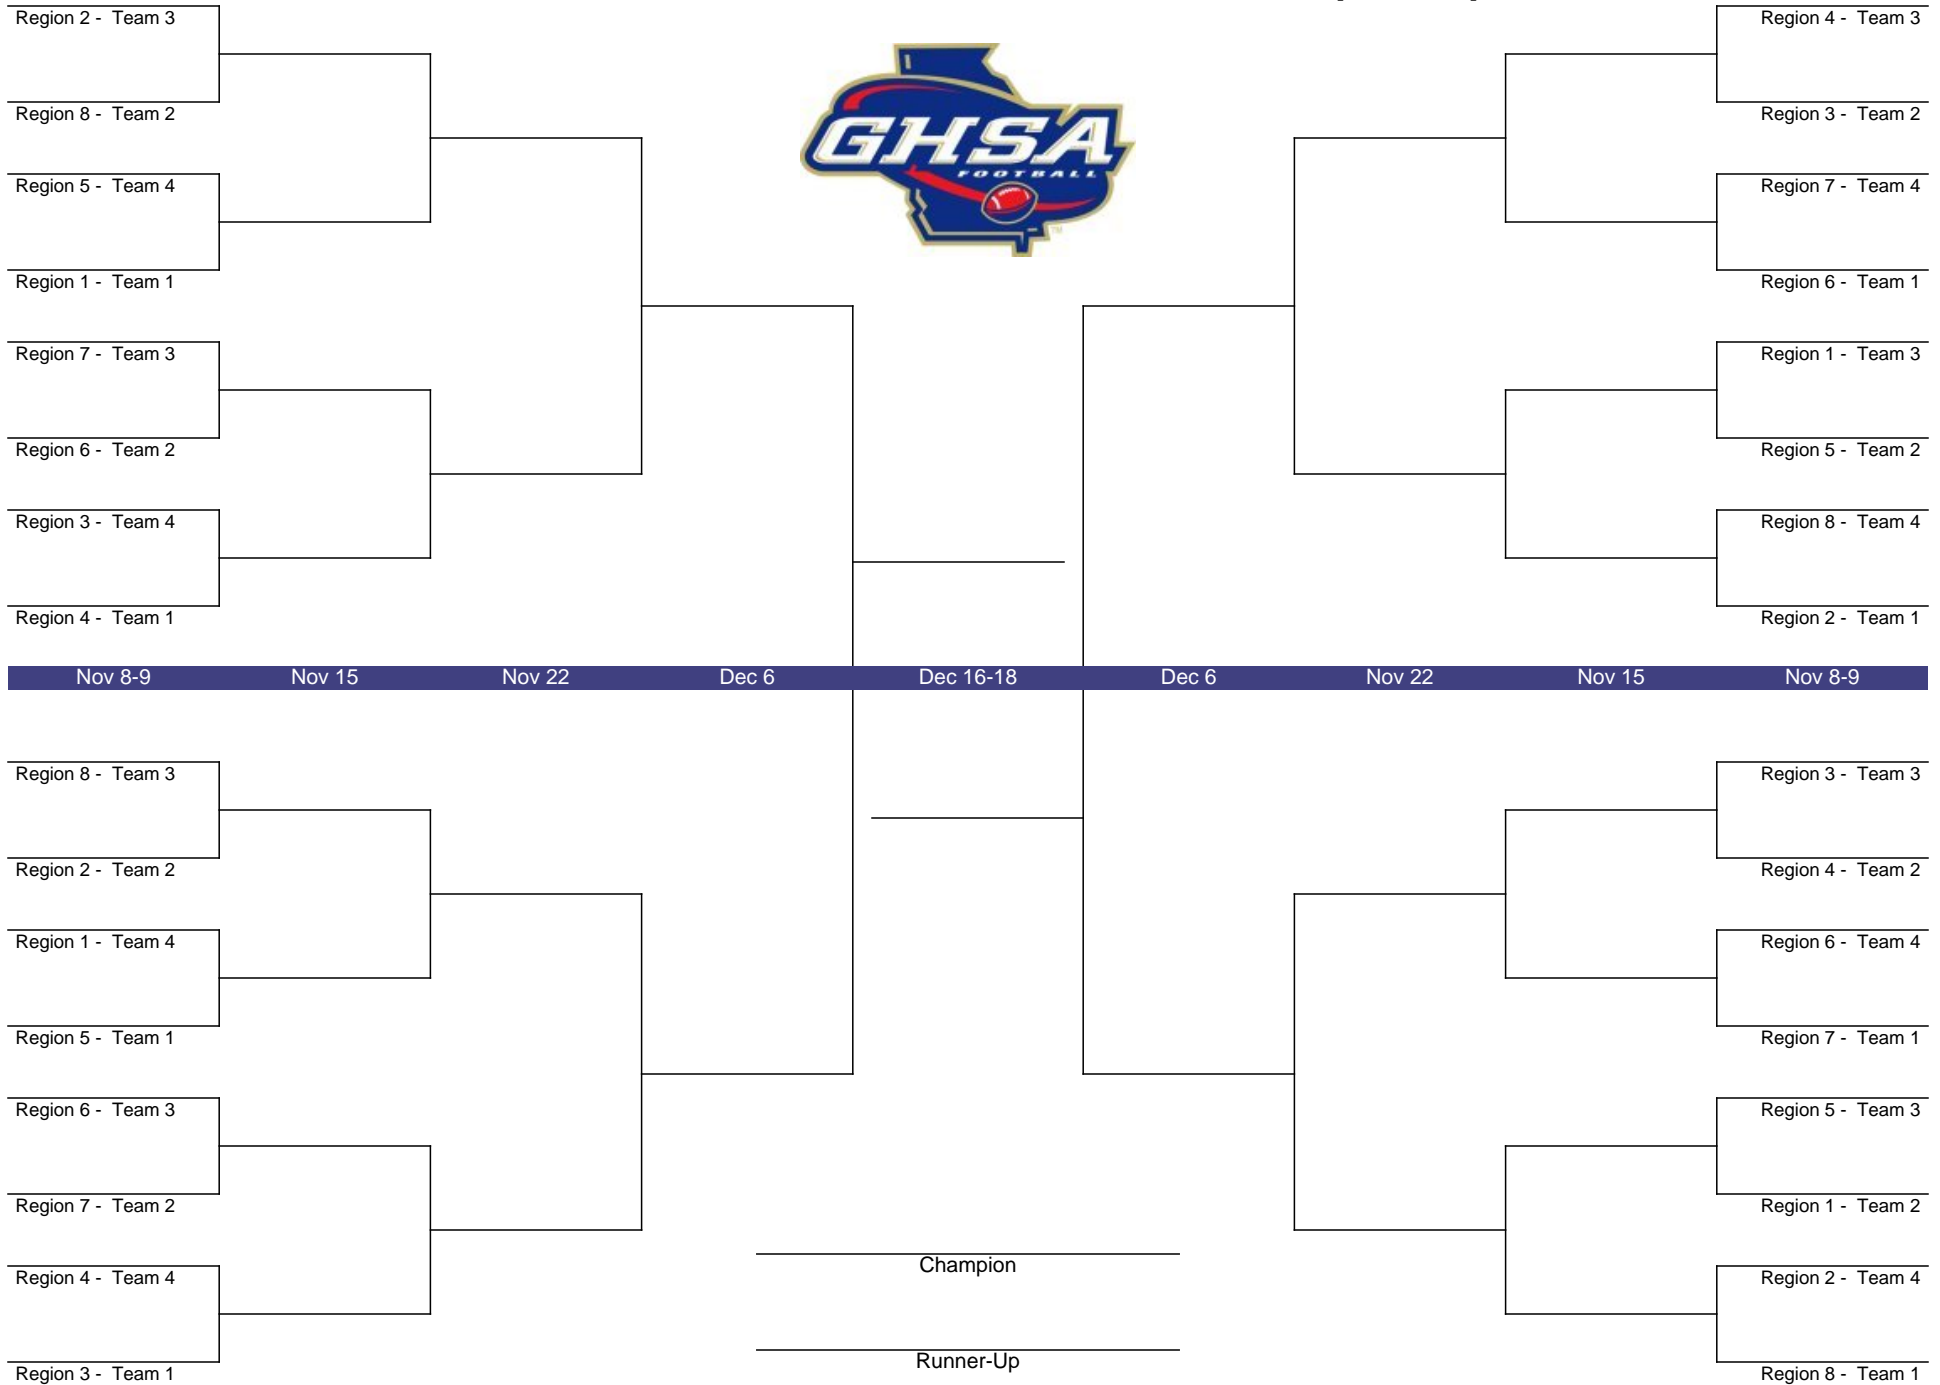 Region 2 - Team 3
Region 4 - Team 3
Region 8 - Team 2
Region 3 - Team 2
GHSA
FOOTBALL
TM
Region 5 - Team 4
Region 7 - Team 4
Region 1 - Team 1
Region 6 - Team 1
Region 7 - Team 3
Region 1 - Team 3
Region 6 - Team 2
Region 5 - Team 2
Region 3 - Team 4
Region 8 - Team 4
Region 4 - Team 1
Region 2 - Team 1
Nov 8-9 Nov 15 Nov 22 Dec 6 Dec 16-18 Dec 6 Nov 22 Nov 15 Nov 8-9
Region 8 - Team 3
Region 3 - Team 3
Region 2 - Team 2
Region 4 - Team 2
Region 1 - Team 4
Region 6 - Team 4
Region 5 - Team 1
Region 7 - Team 1
Region 6 - Team 3
Region 5 - Team 3
Region 7 - Team 2
Region 1 - Team 2
Champion
Region 4 - Team 4
Region 2 - Team 4
Runner-Up
Region 3 - Team 1
Region 8 - Team 1